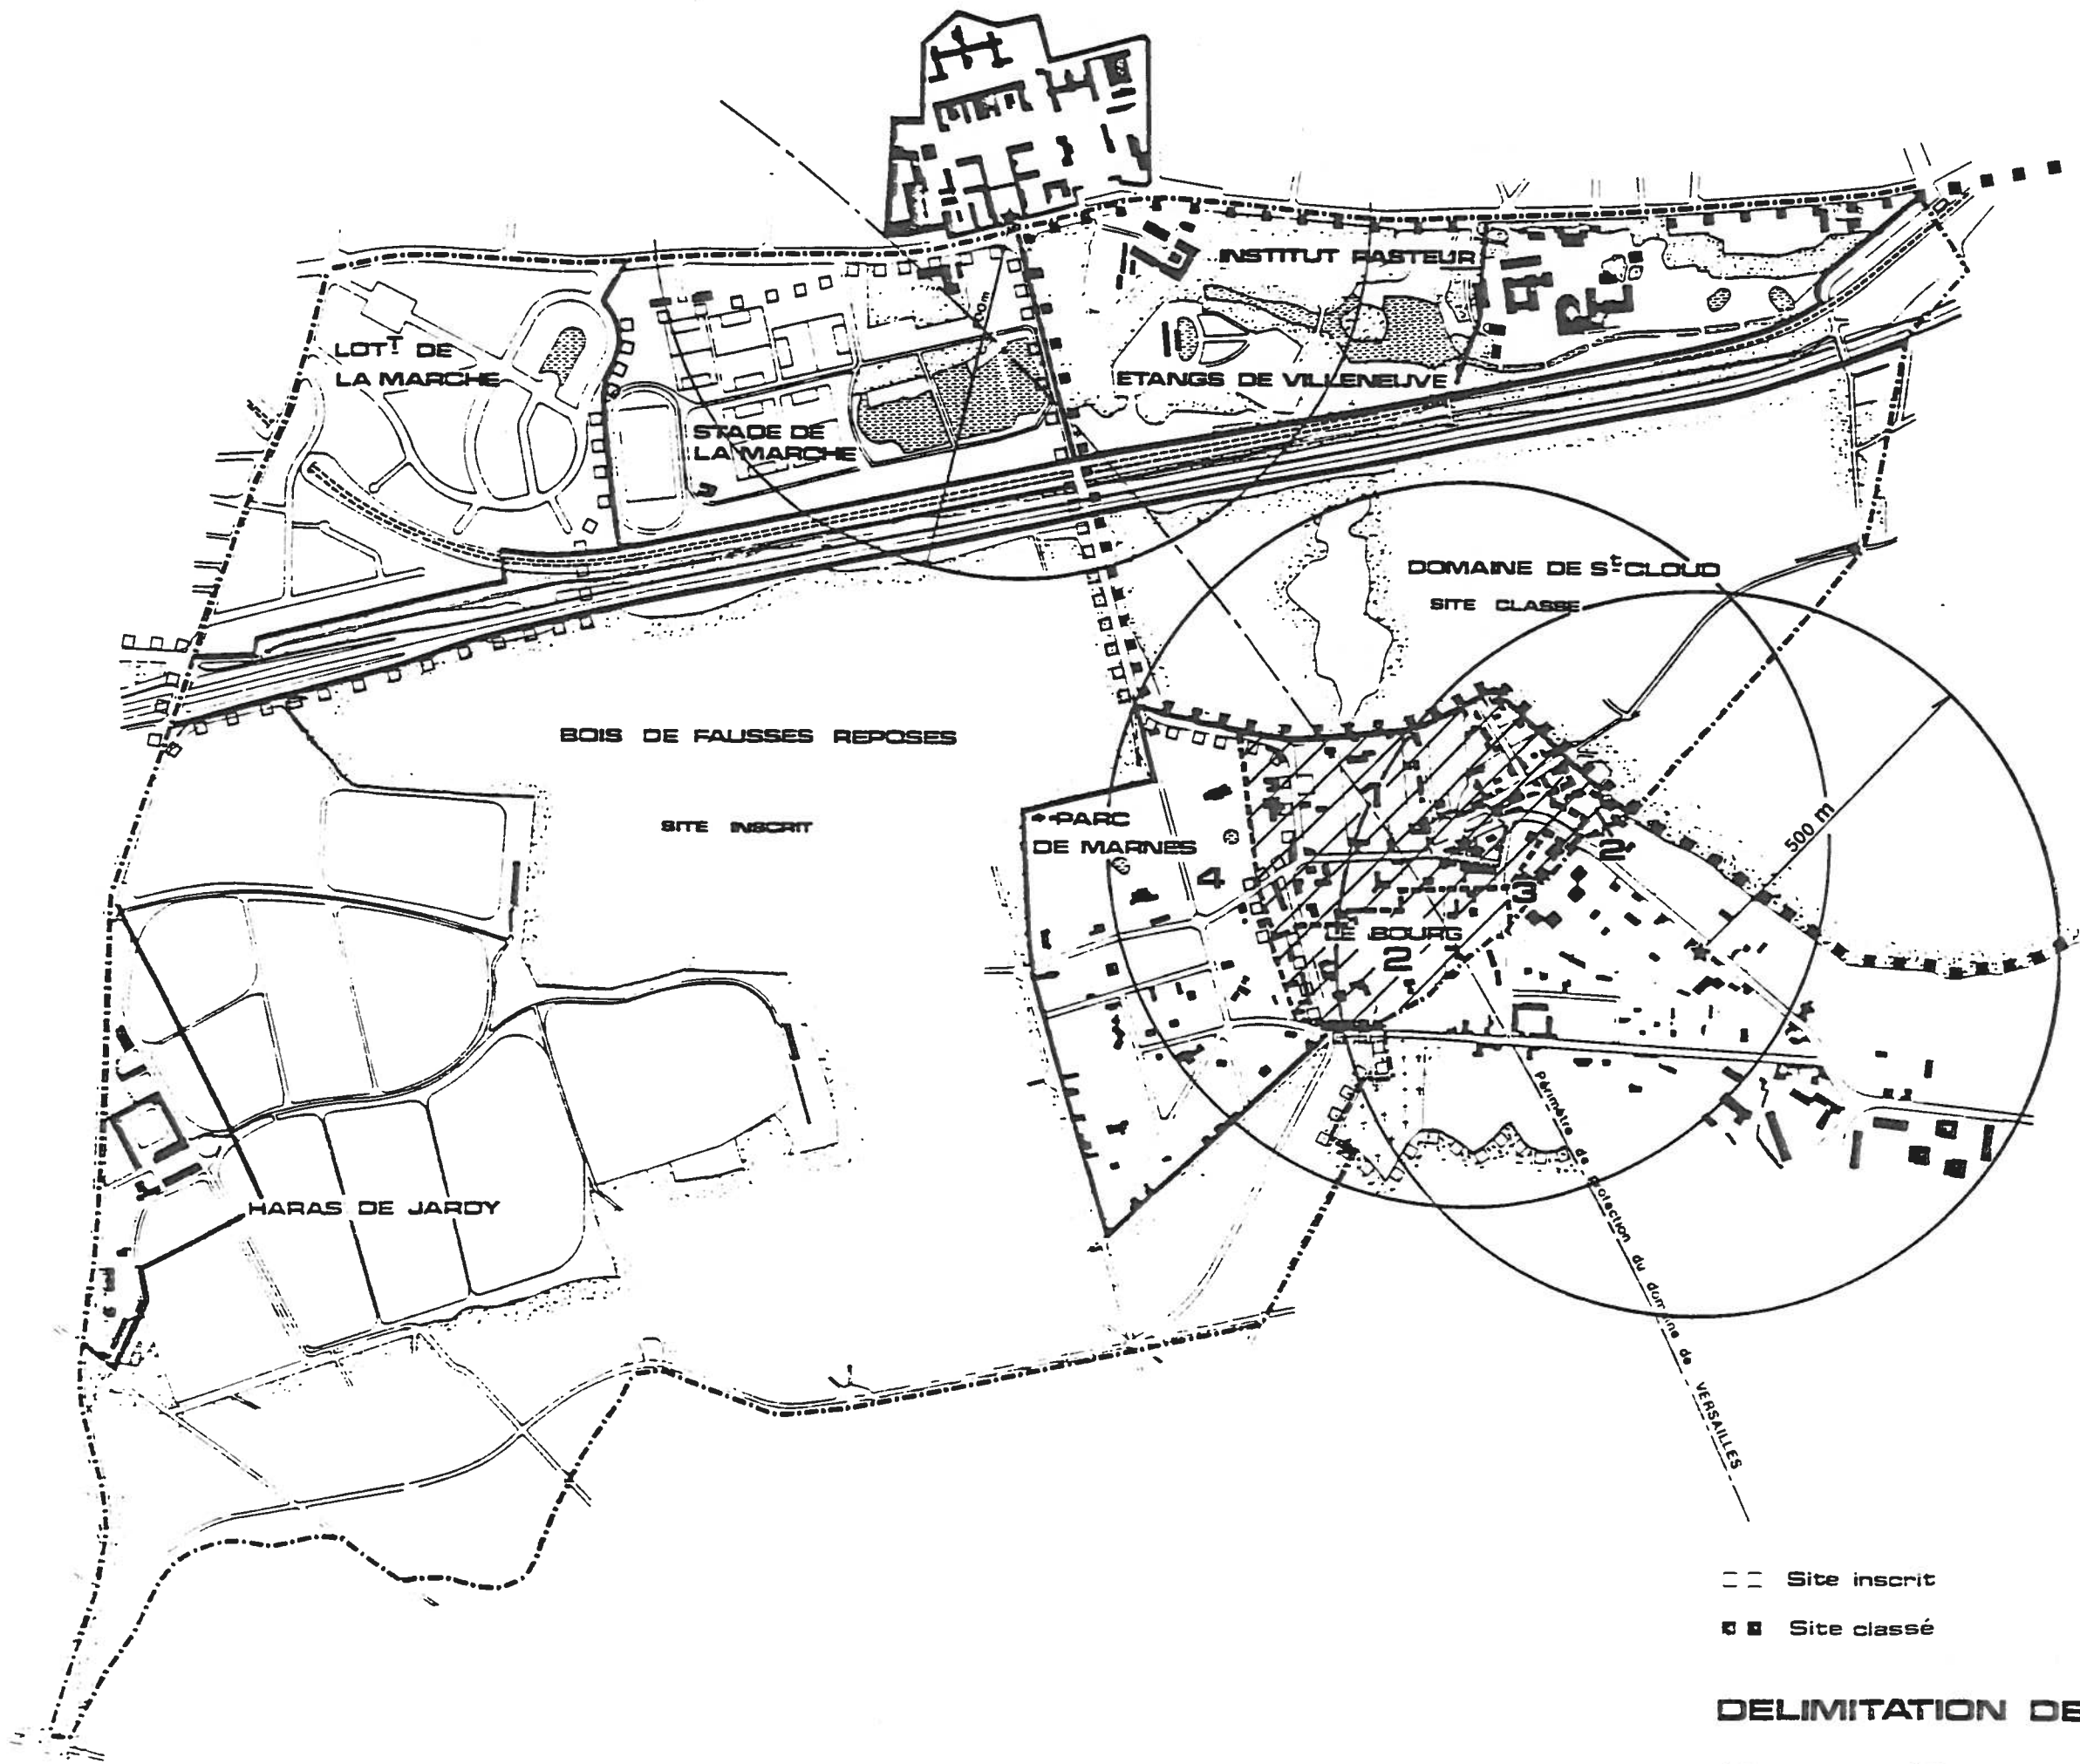 INSTITUT PASTEUR
LOTT DE
LA MARCHE
ETANGS DE VILLENEUVE
STADE DE
LA MARCHE
DOMAINE DE St CLOUD
SITE CLASSE
BOIS DE FAUSSES REPOSES
SITE INSCRIT
PARC
DE MARNES
1
2
500 m
4
3
LE BOURG
2
Périmètre de protection du domaine de VERSAILLES
HARAS DE JARDY
Site inscrit
Site classé
DELIMITATION DE